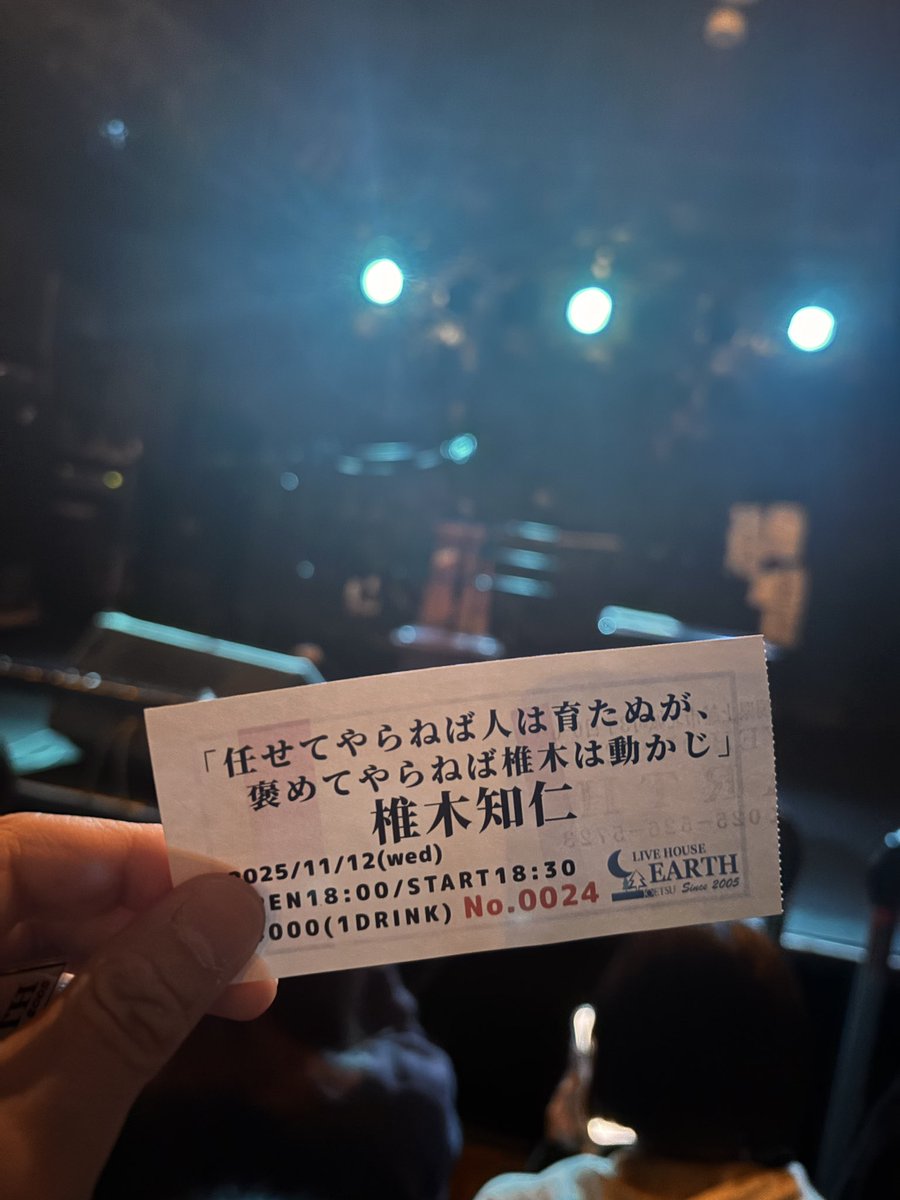 「任せてやらねば人は育たぬが、
褒めてやらねば椎木は動かじ」
椎木知仁
2025/11/12(wed)
EN18:00/START18:30
000(1DRINK) No.0024
LIVE HOUSE
EARTH
Since 2005